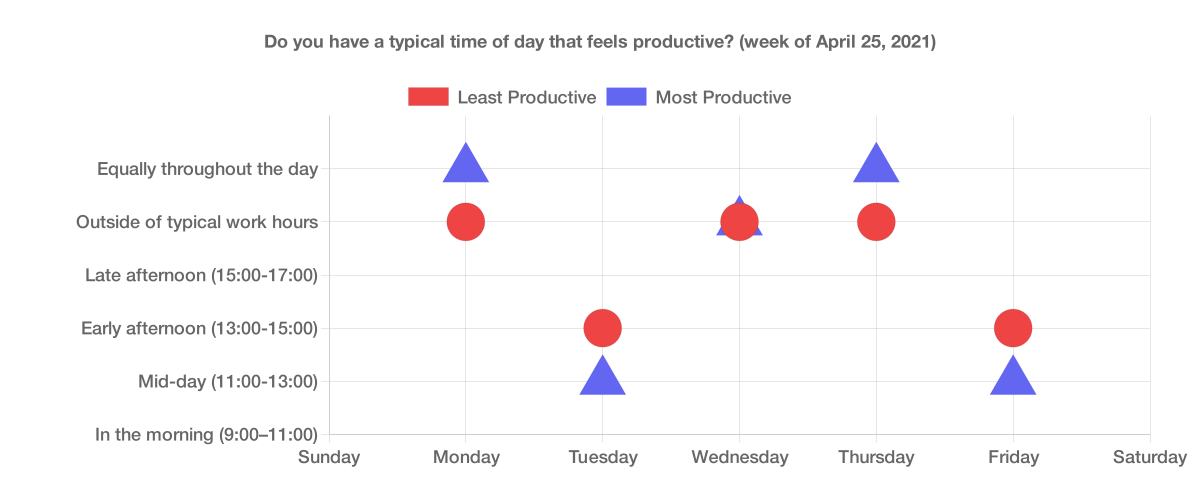 Do you have a typical time of day that feels productive? (week of April 25, 2021)
Least Productive Most Productive
Equally throughout the day
Outside of typical work hours
Late afternoon (15:00-17:00)
Early afternoon (13:00-15:00)
Mid-day (11:00-13:00)
In the morning (9:00–11:00)
Sunday Monday Tuesday Wednesday Thursday Friday Saturday